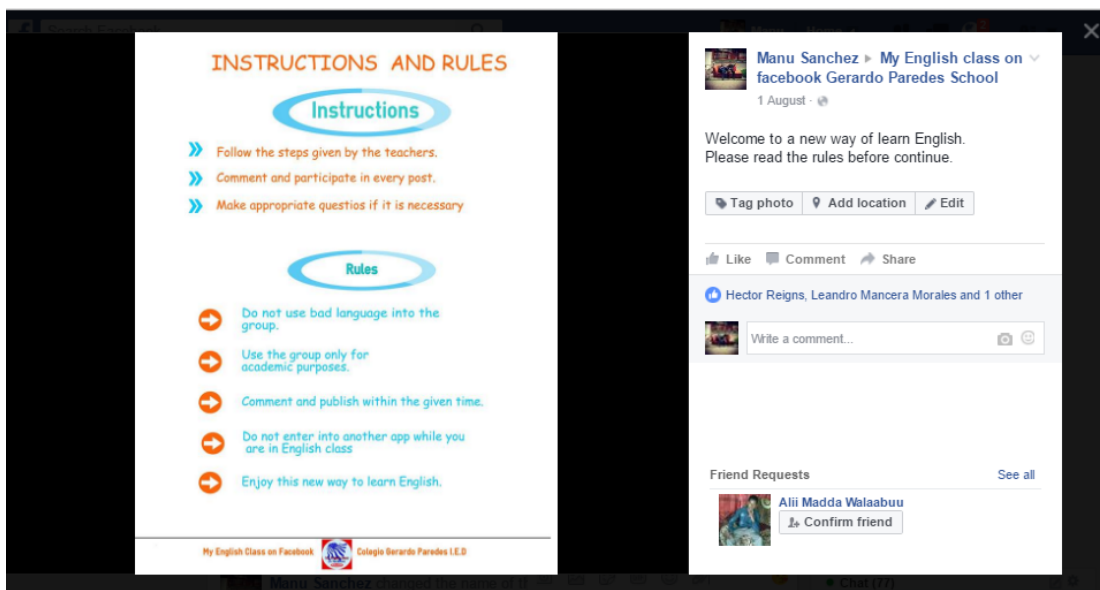 Search Facebook
INSTRUCTIONS AND RULES
Instructions
Follow the steps given by the teachers.
Comment and participate in every post.
Make appropriate questios if it is necessary
Rules
Do not use bad language into the
group.
Use the group only for
academic purposes.
Comment and publish within the given time.
Do not enter into another app while you
are in English class
Enjoy this new way to learn English.
My English Class on Facebook
Colegio Gerardo Paredes I.E.D
Manu Sanchez ▸ My English class on
facebook Gerardo Paredes School
1 August ·
Welcome to a new way of learn English.
Please read the rules before continue.
Tag photo Add location Edit
Like Comment Share
Hector Reigns, Leandro Mancera Morales and 1 other
Write a comment...
Friend Requests See all
Alii Madda Walaabuu
Confirm friend
Manu Sanchez changed the name of t
Chat (77)